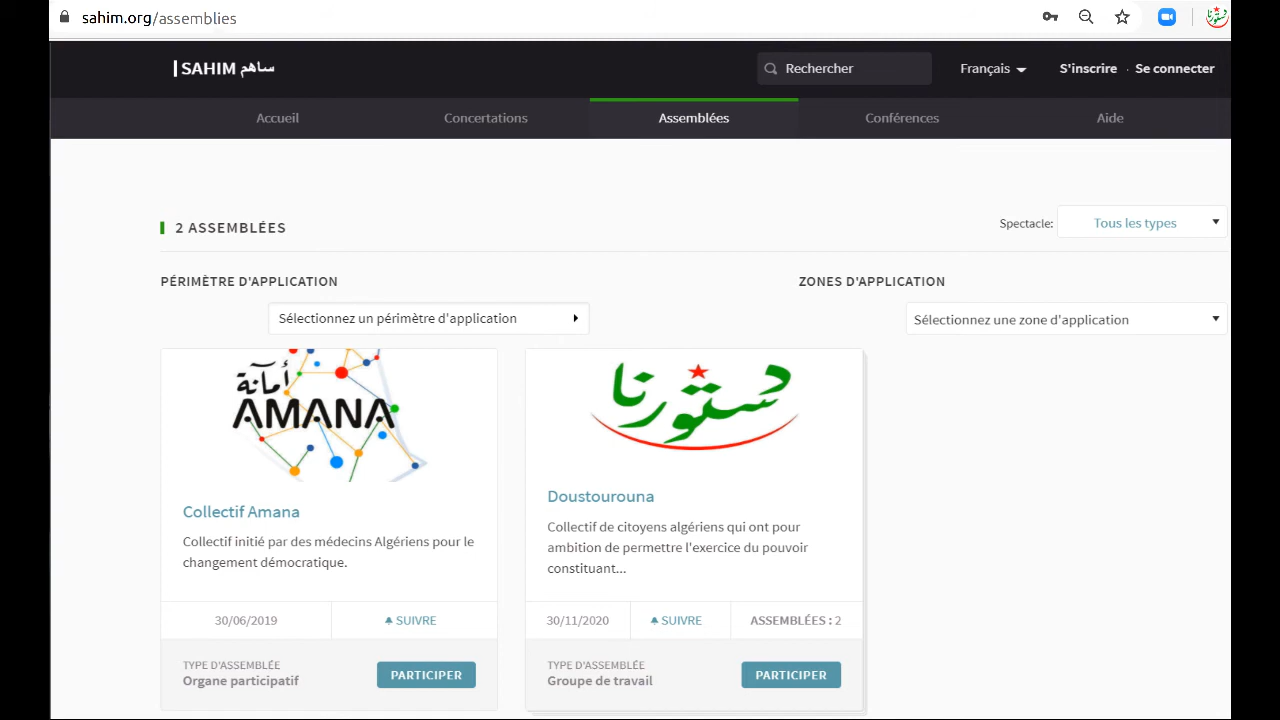 sahim.org/assemblies
SAHIM ساهم
Rechercher
Français
S'inscrire · Se connecter
Accueil
Concertations
Assemblées
Conférences
Aide
2 ASSEMBLÉES
Spectacle: Tous les types
PÉRIMÈTRE D'APPLICATION
Sélectionnez un périmètre d'application
ZONES D'APPLICATION
Sélectionnez une zone d'application
أمانة
AMANA
Collectif Amana
Collectif initié par des médecins Algériens pour le
changement démocratique.
30/06/2019
SUIVRE
TYPE D'ASSEMBLÉE
Organe participatif
PARTICIPER
دستورنا
Doustourouna
Collectif de citoyens algériens qui ont pour
ambition de permettre l'exercice du pouvoir
constituant...
30/11/2020
SUIVRE
ASSEMBLÉES : 2
TYPE D'ASSEMBLÉE
Groupe de travail
PARTICIPER